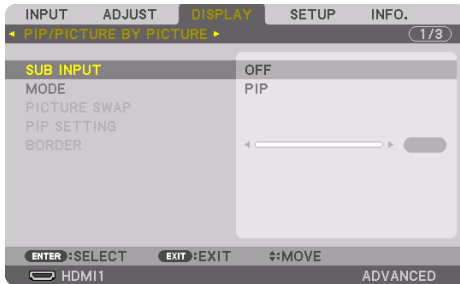 INPUT ADJUST DISPLAY SETUP INFO.
PIP/PICTURE BY PICTURE 1/3
SUB INPUT OFF
MODE PIP
PICTURE SWAP
PIP SETTING
BORDER
ENTER:SELECT EXIT:EXIT :MOVE
HDMI1 ADVANCED